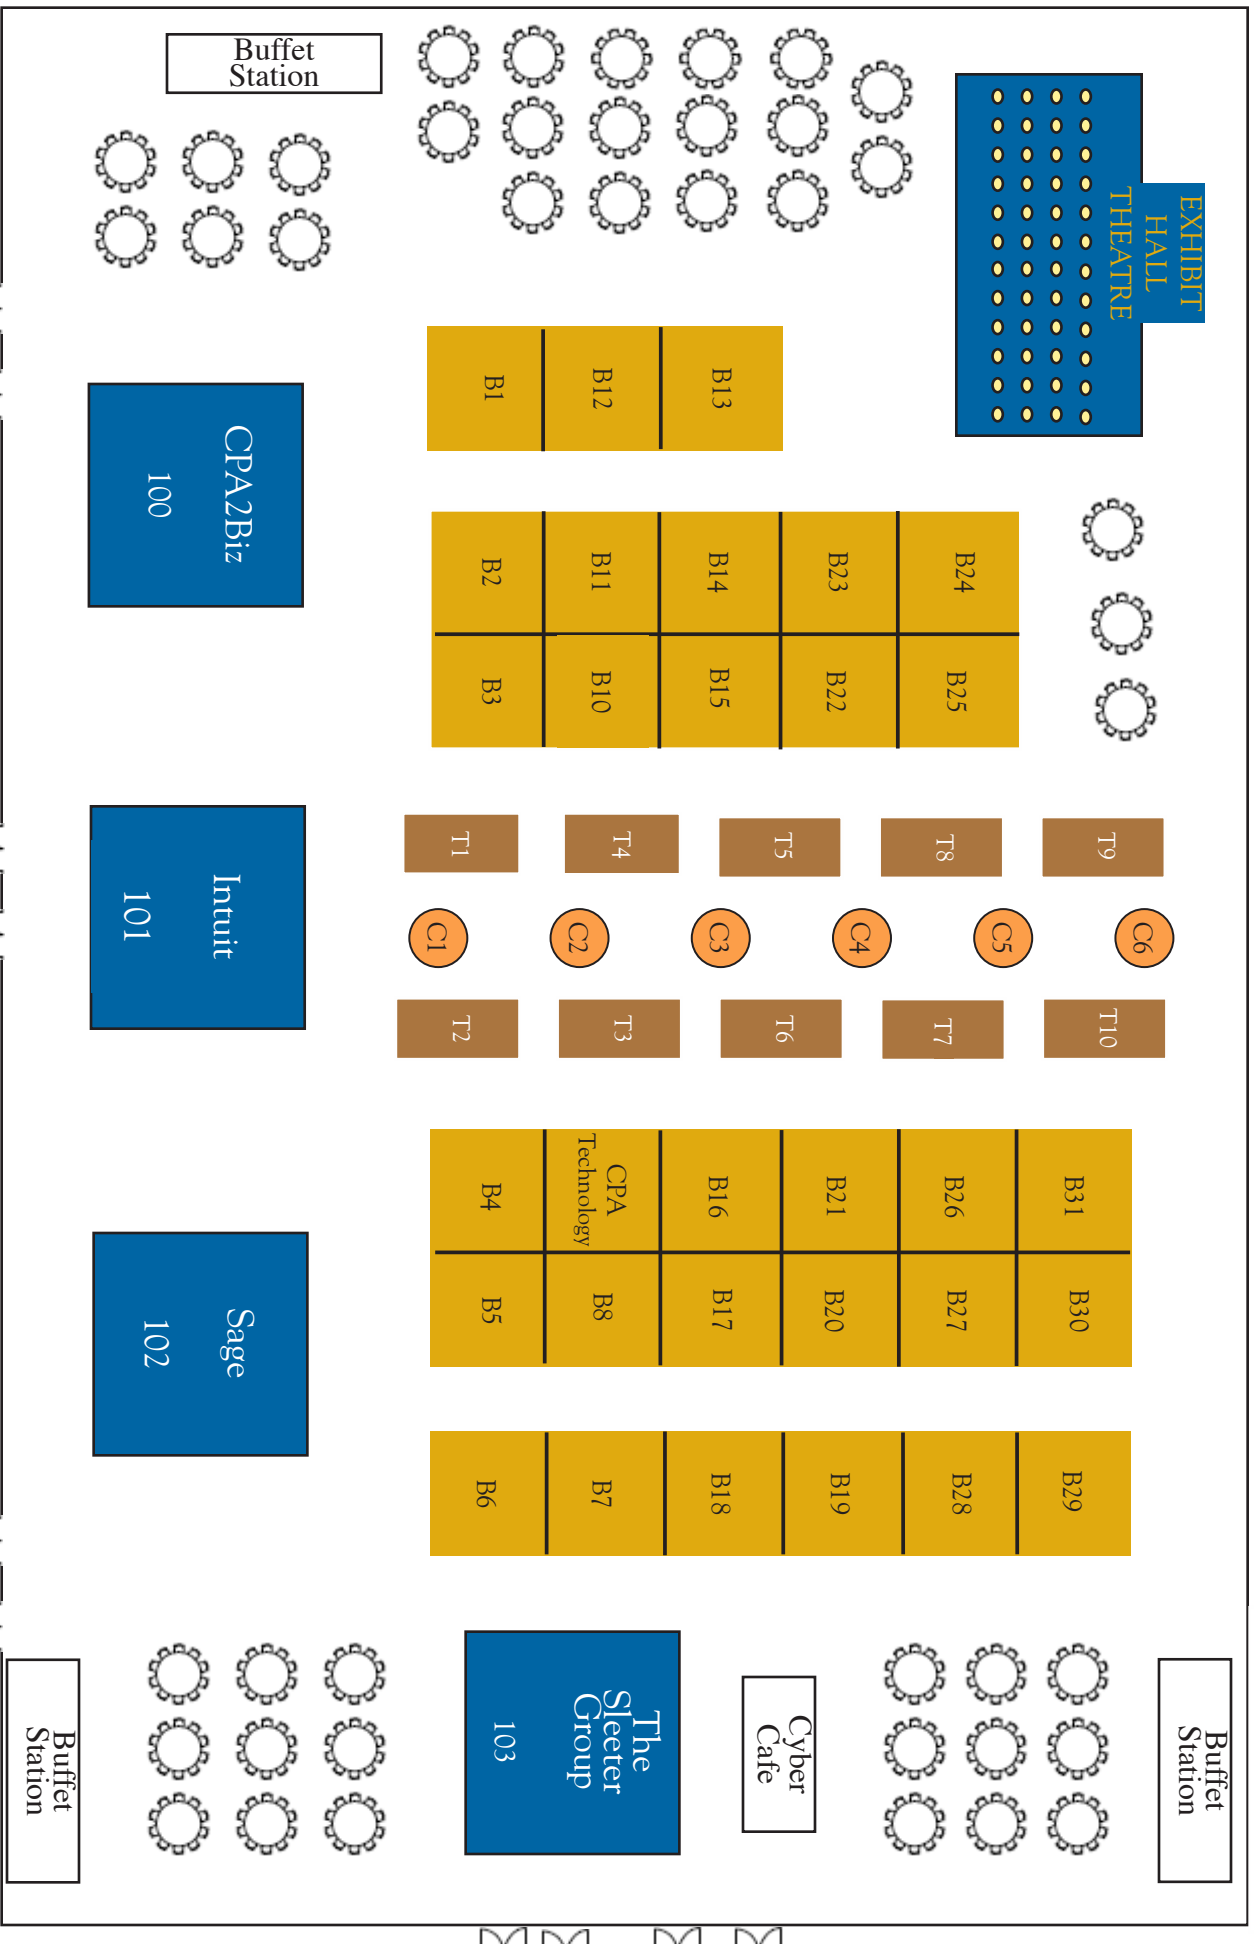 Buffet
Station
EXHIBIT
HALL
THEATRE
B1
B12
B13
CPA2Biz
100
B2
B11
B14
B23
B24
B3
B10
B15
B22
B25
Intuit
101
T1
T4
T5
T8
T9
C1
C2
C3
C4
C5
C6
T2
T3
T6
T7
T10
B4
CPA
Technology
B16
B21
B26
B31
Sage
102
B5
B8
B17
B20
B27
B30
B6
B7
B18
B19
B28
B29
Buffet
Station
The
Sleeter
Group
103
Cyber
Cafe
Buffet
Station